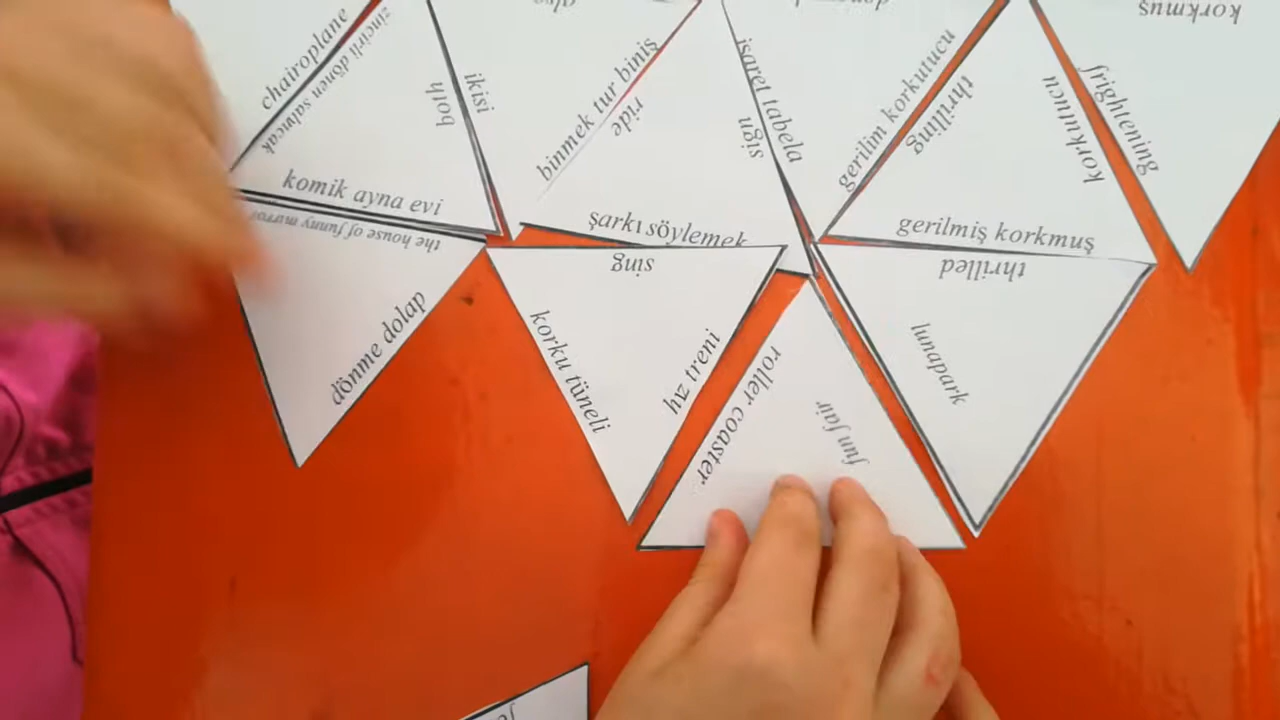 korkmuş
chairoplane
zincirli dönen salıncak
both
ikisi
binmek tur biniş
ride
işaret tabela
sign
gerilim korkutucu
thrilling
korkutucu
frightening
komik ayna evi
the house of funny mirror
şarkı söylemek
sing
gerilmiş korkmuş
thrilled
dönme dolap
korku tüneli
hız treni
roller coaster
fun fair
lunapark